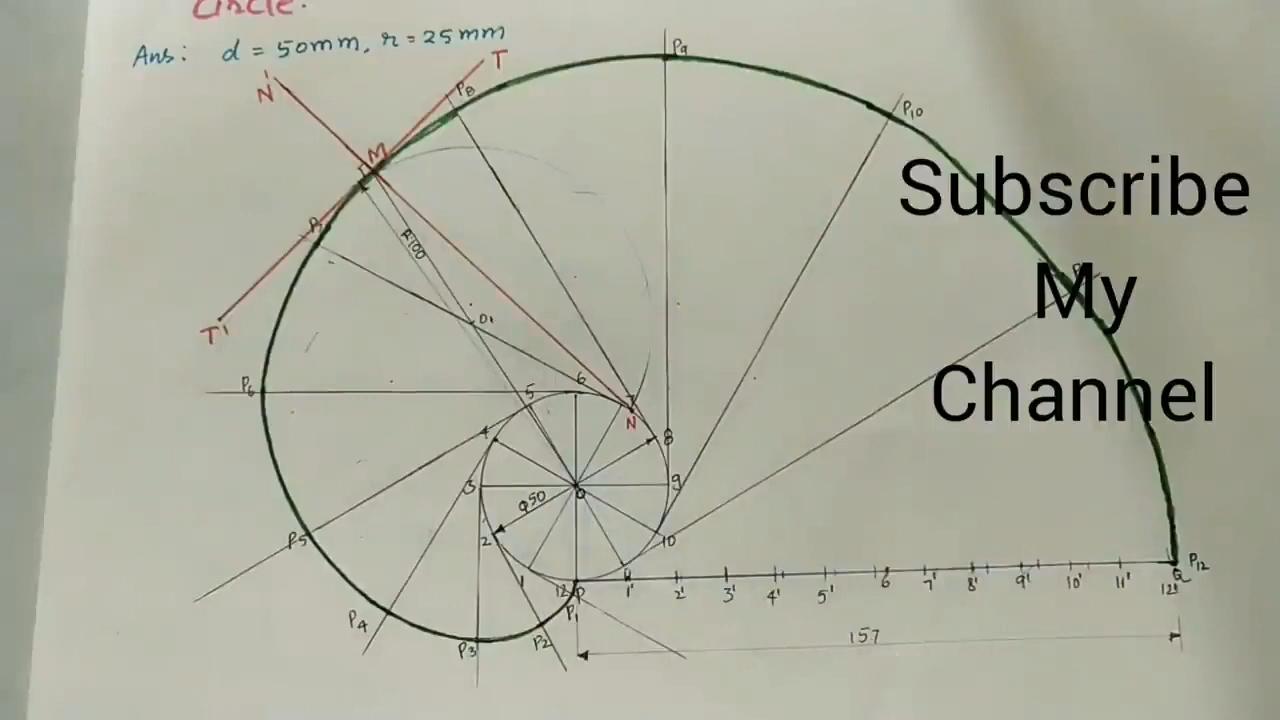 circle.
Ans: d = 50mm, r = 25mm
T
N'
P8
P9
P10
M
Subscribe
My
Channel
R100
T'
O1
P6
5
6
7
N
4
8
3
9
O
φ50
P5
2
10
1
12
P
11
1' 2' 3' 4' 5' 6' 7' 8' 9' 10' 11' 12'
Q
P12
P1
P4
P3
P2
157